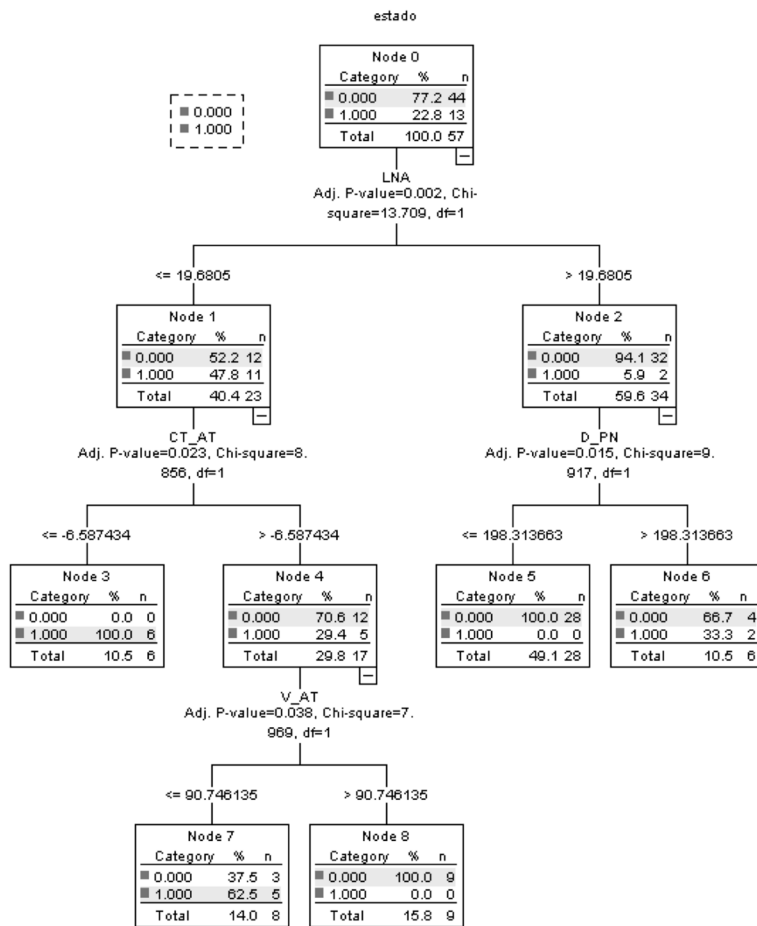 estado
Node 0
Category % n
0.000 77.2 44
1.000 22.8 13
Total 100.0 57
0.000
1.000
LNA
Adj. P-value=0.002, Chi-
square=13.709, df=1
<= 19.6805
> 19.6805
Node 1
Category % n
0.000 52.2 12
1.000 47.8 11
Total 40.4 23
Node 2
Category % n
0.000 94.1 32
1.000 5.9 2
Total 59.6 34
CT_AT
Adj. P-value=0.023, Chi-square=8.
856, df=1
D_PN
Adj. P-value=0.015, Chi-square=9.
917, df=1
<= -6.587434
> -6.587434
<= 198.313663
> 198.313663
Node 3
Category % n
0.000 0.0 0
1.000 100.0 6
Total 10.5 6
Node 4
Category % n
0.000 70.6 12
1.000 29.4 5
Total 29.8 17
Node 5
Category % n
0.000 100.0 28
1.000 0.0 0
Total 49.1 28
Node 6
Category % n
0.000 66.7 4
1.000 33.3 2
Total 10.5 6
V_AT
Adj. P-value=0.038, Chi-square=7.
969, df=1
<= 90.746135
> 90.746135
Node 7
Category % n
0.000 37.5 3
1.000 62.5 5
Total 14.0 8
Node 8
Category % n
0.000 100.0 9
1.000 0.0 0
Total 15.8 9